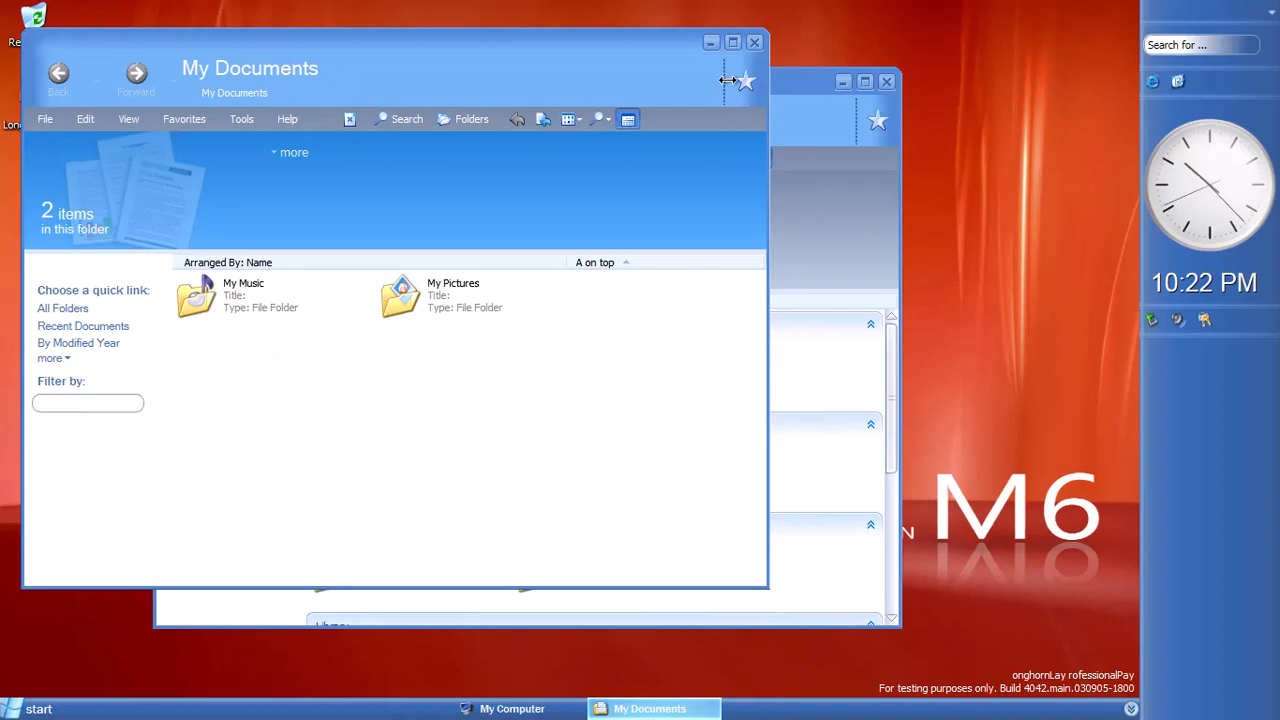 Re
My Documents
Back
Forward
My Documents
Search for ...
File Edit View Favorites Tools Help Search Folders
Lon
more
2 items
in this folder
Arranged By: Name A on top
My Music
Title:
Type: File Folder
My Pictures
Title:
Type: File Folder
Choose a quick link:
All Folders
Recent Documents
By Modified Year
more
Filter by:
10:22 PM
N M6
onghornLay rofessionalPay
For testing purposes only. Build 4042.main.030905-1800
start My Computer My Documents